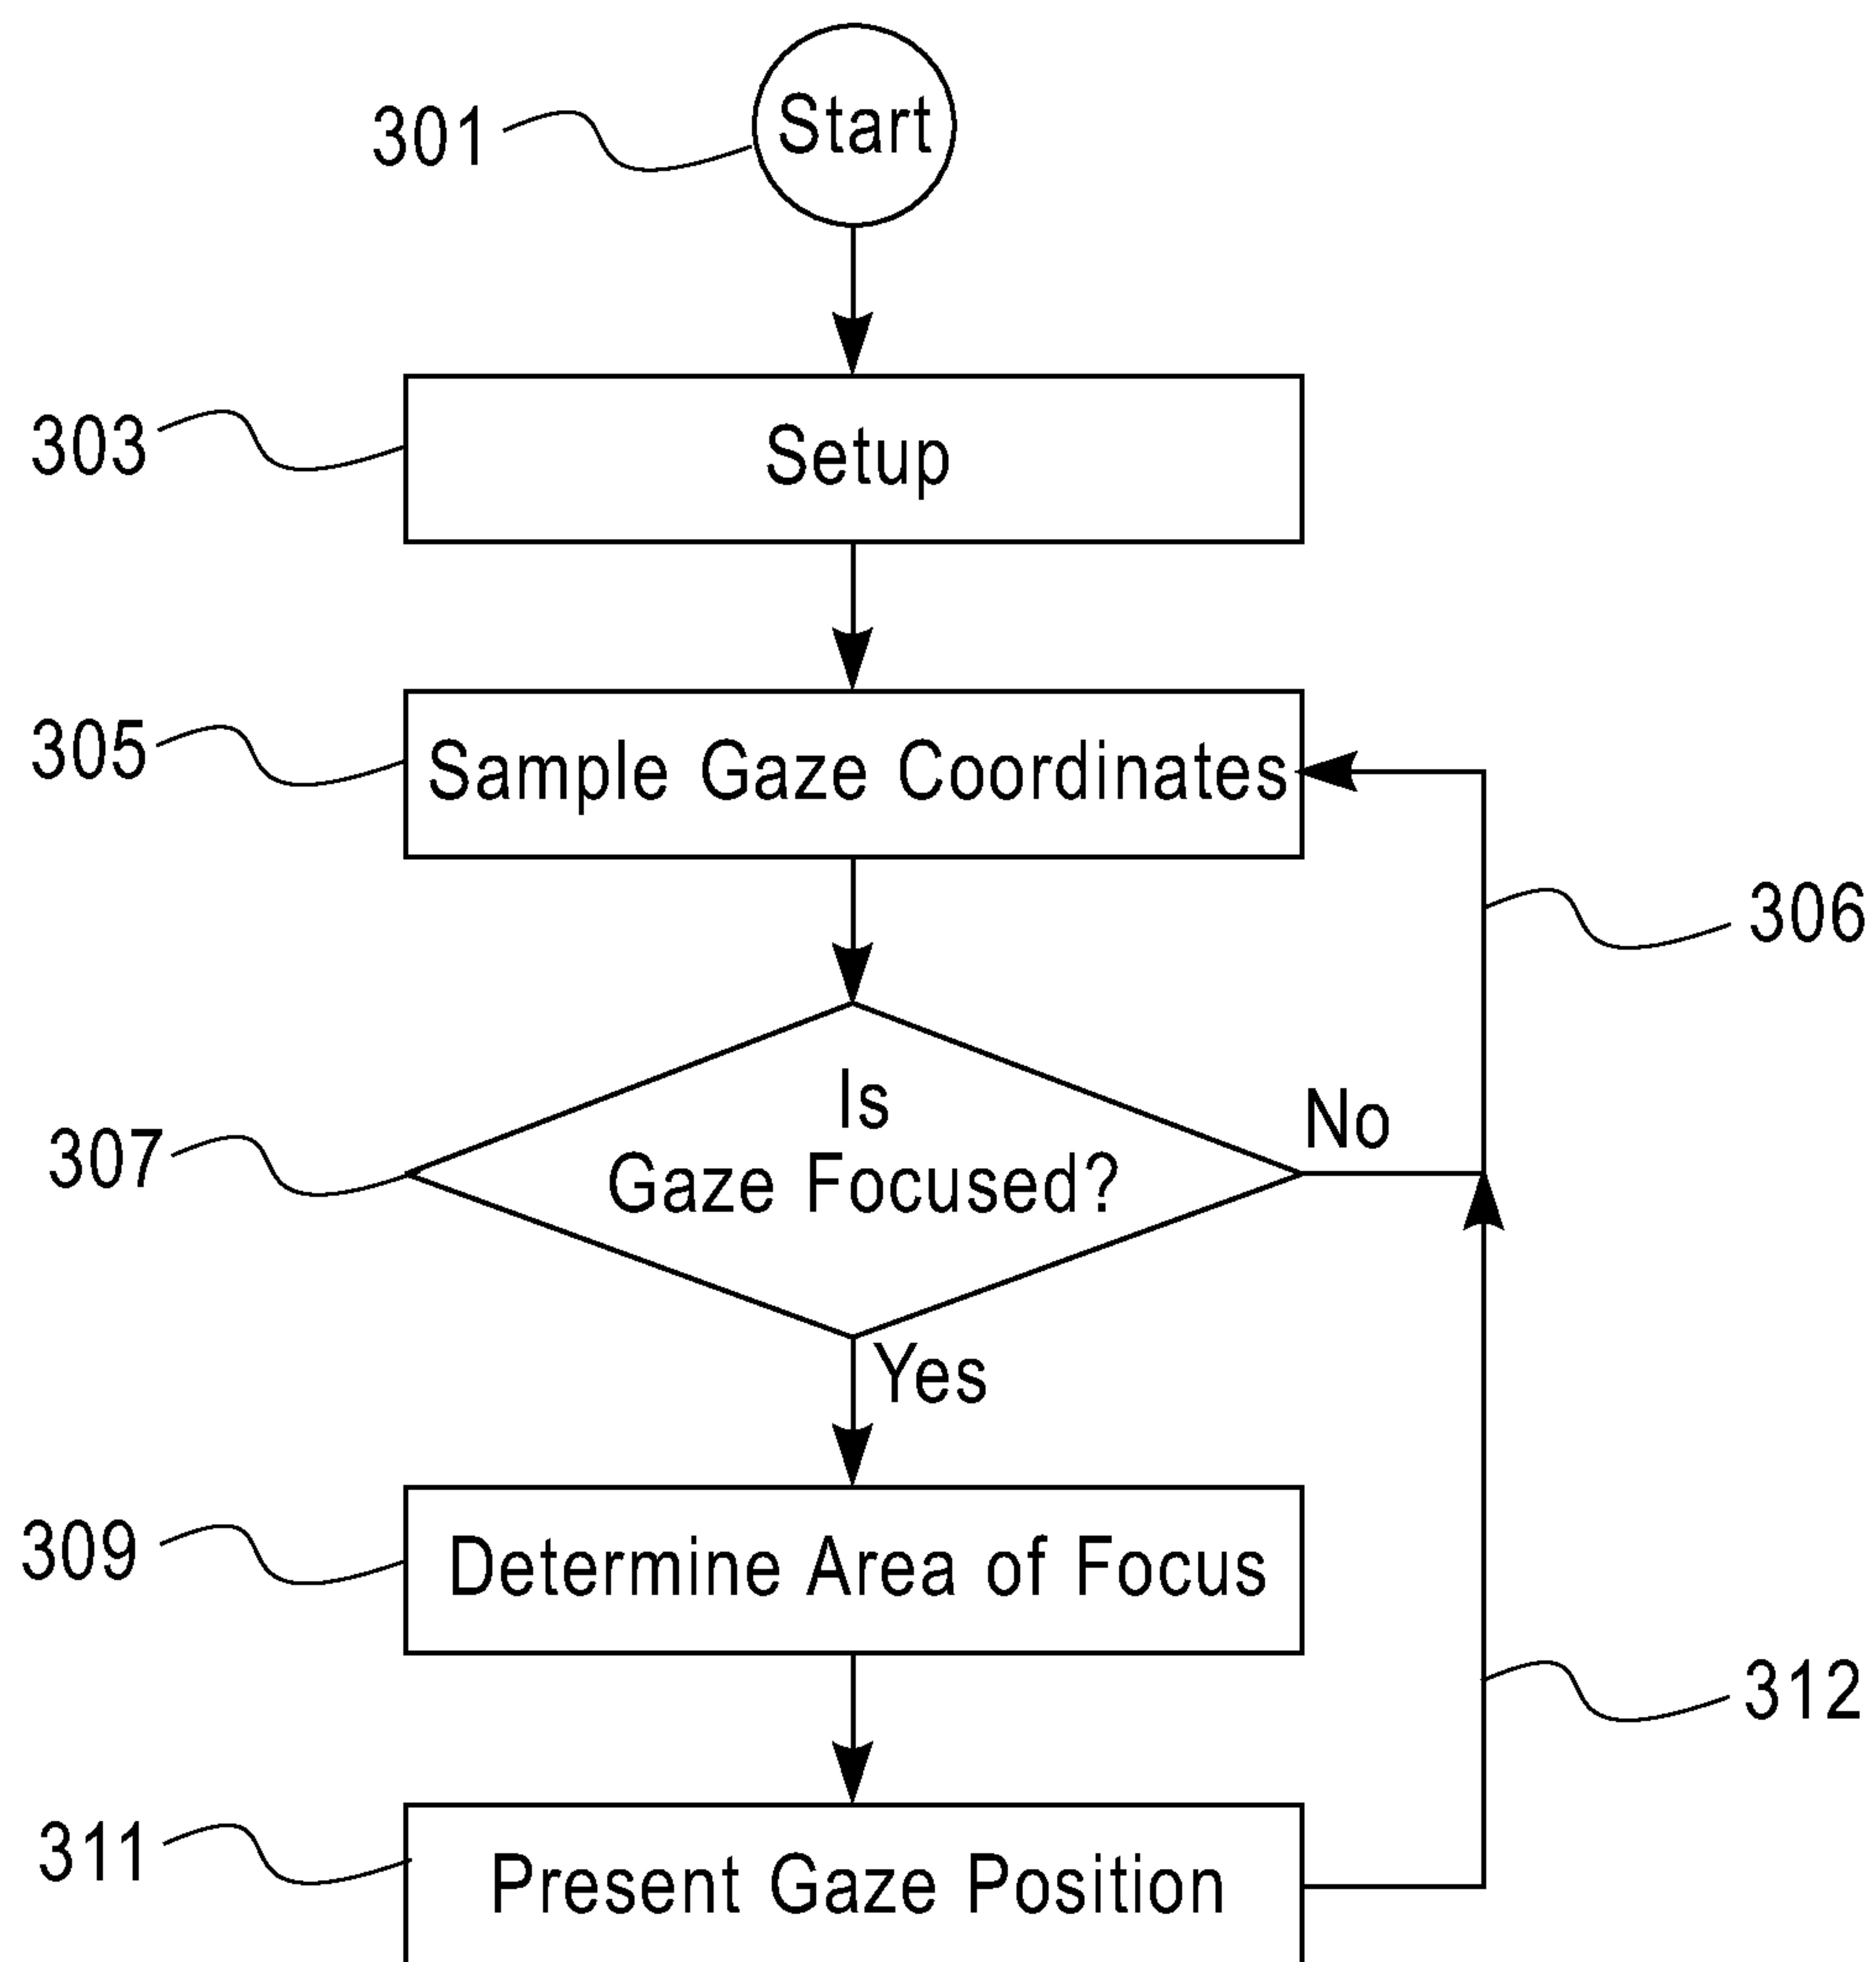 301
Start
303
Setup
305
Sample Gaze Coordinates
306
Is
No
307
Gaze Focused?
Yes
309
Determine Area of Focus
312
311
Present Gaze Position